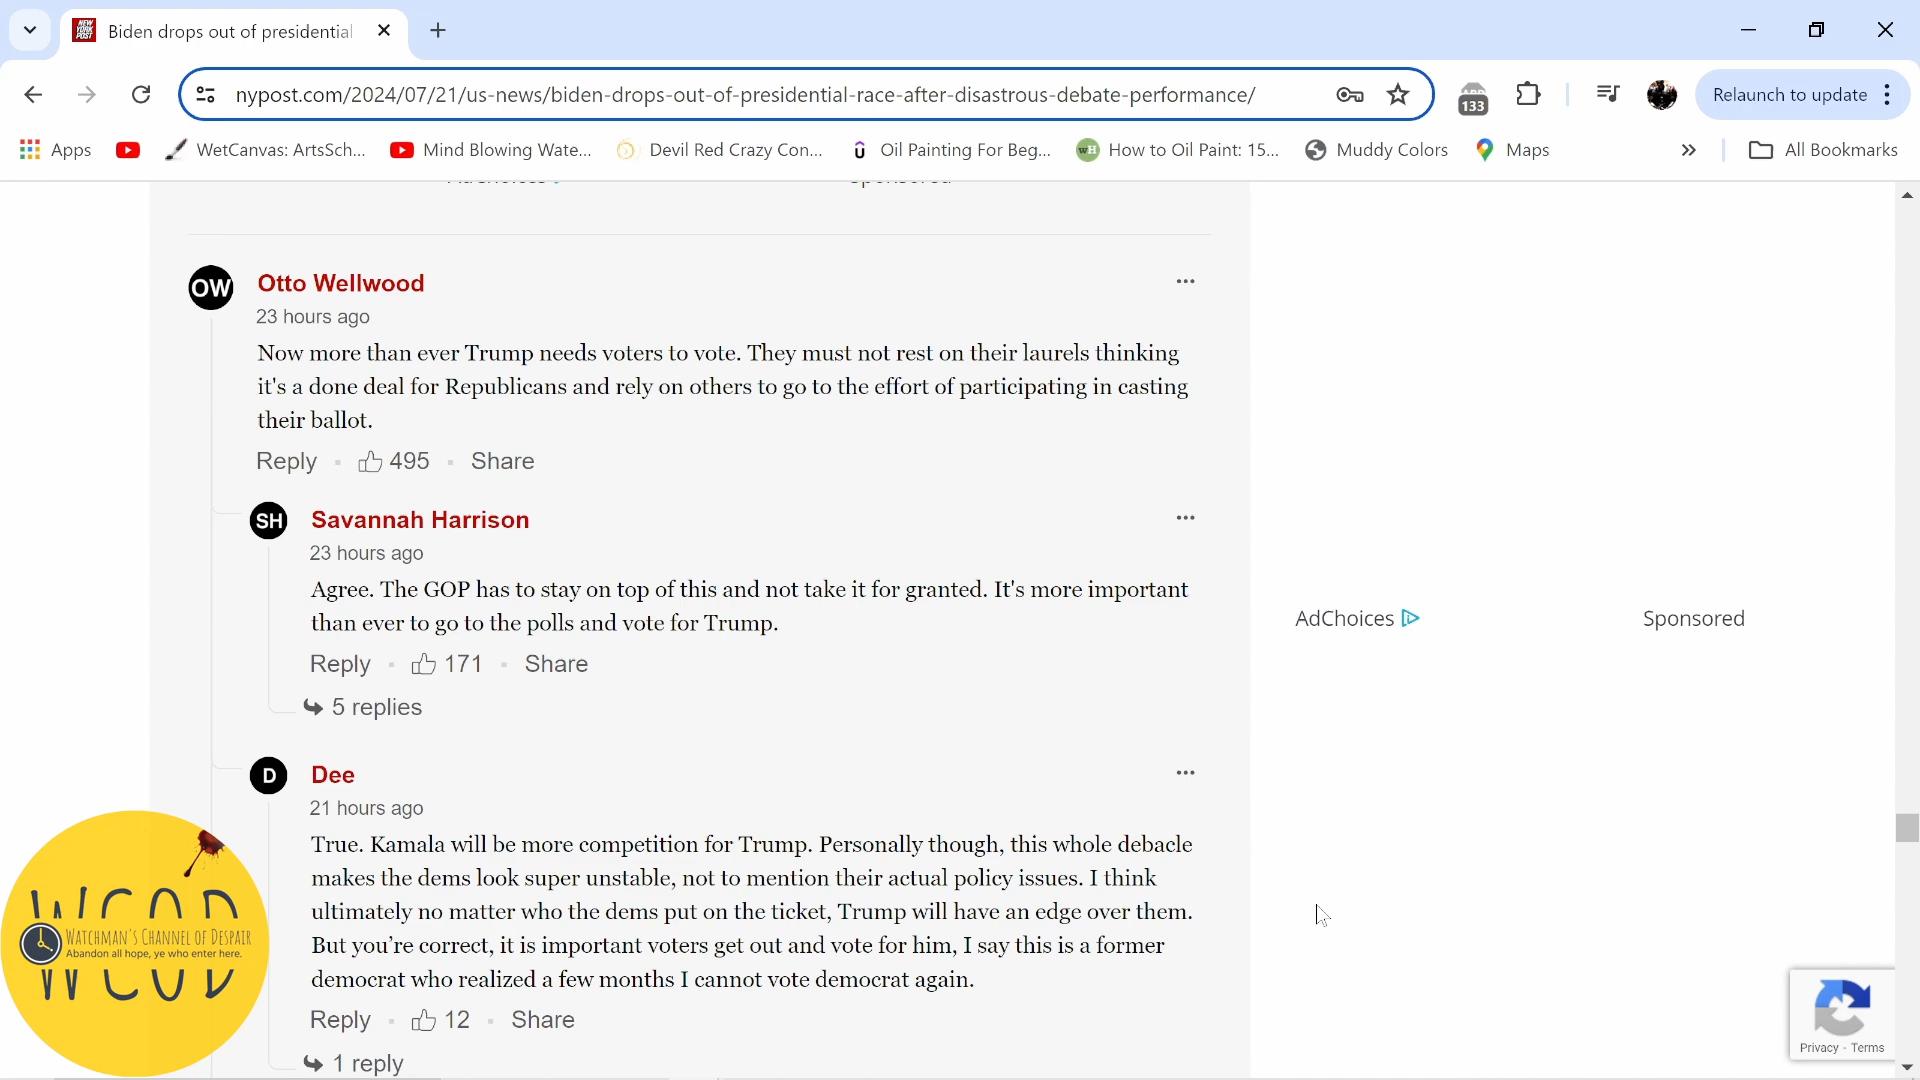 Biden drops out of presidential
nypost.com/2024/07/21/us-news/biden-drops-out-of-presidential-race-after-disastrous-debate-performance/
133
Relaunch to update
Apps
WetCanvas: ArtsSch...
Mind Blowing Wate...
Devil Red Crazy Con...
Oil Painting For Beg...
How to Oil Paint: 15...
Muddy Colors
Maps
All Bookmarks
AdChoices
Sponsored
OW
Otto Wellwood
23 hours ago
Now more than ever Trump needs voters to vote. They must not rest on their laurels thinking
it's a done deal for Republicans and rely on others to go to the effort of participating in casting
their ballot.
Reply
495
Share
SH
Savannah Harrison
23 hours ago
Agree. The GOP has to stay on top of this and not take it for granted. It's more important
than ever to go to the polls and vote for Trump.
Reply
171
Share
5 replies
AdChoices
Sponsored
D
Dee
21 hours ago
True. Kamala will be more competition for Trump. Personally though, this whole debacle
makes the dems look super unstable, not to mention their actual policy issues. I think
ultimately no matter who the dems put on the ticket, Trump will have an edge over them.
But you’re correct, it is important voters get out and vote for him, I say this is a former
democrat who realized a few months I cannot vote democrat again.
Reply
12
Share
1 reply
WCOD
WATCHMAN'S CHANNEL OF DESPAIR
Abandon all hope, ye who enter here.
Privacy - Terms